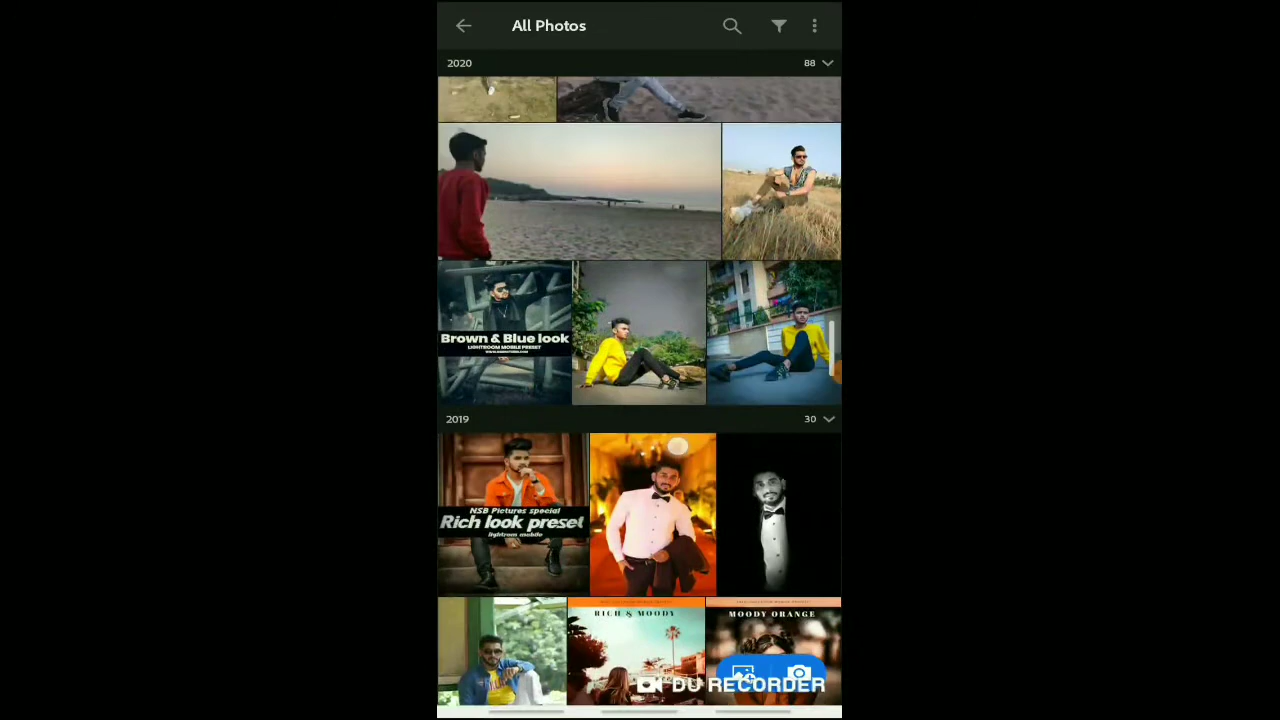 All Photos
2020 88
Brown & Blue look
LIGHTROOM MOBILE PRESET
2019 30
NSB Pictures special
Rich look preset
lightrom mobile
RICH & MOODY
MOODY ORANGE
DU RECORDER